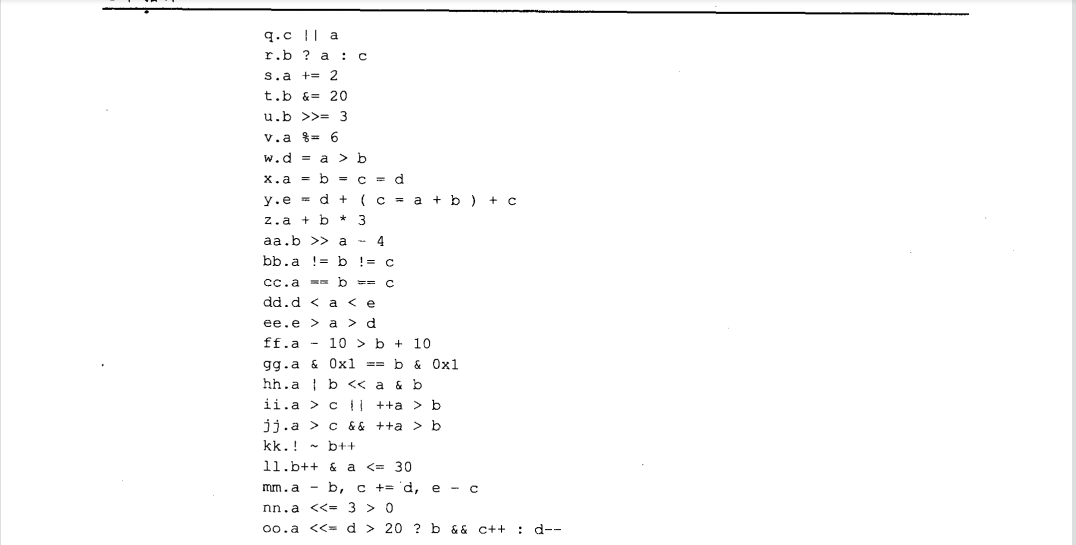 q.c || a
r.b ? a : c
s.a += 2
t.b &= 20
u.b >>= 3
v.a %= 6
w.d = a > b
x.a = b = c = d
y.e = d + ( c = a + b ) + c
z.a + b * 3
aa.b >> a - 4
bb.a != b != c
cc.a == b == c
dd.d < a < e
ee.e > a > d
ff.a - 10 > b + 10
gg.a & 0x1 == b & 0x1
hh.a | b << a & b
ii.a > c || ++a > b
jj.a > c && ++a > b
kk.! ~ b++
ll.b++ & a <= 30
mm.a - b, c += d, e - c
nn.a <<= 3 > 0
oo.a <<= d > 20 ? b && c++ : d--